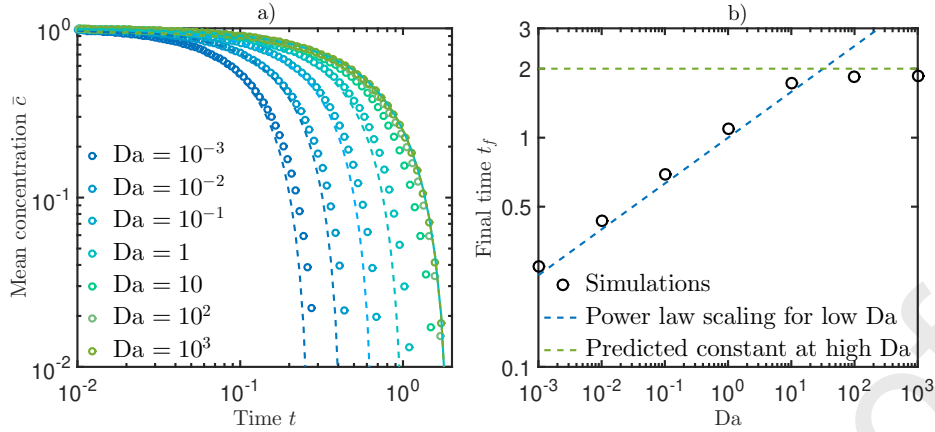 a)
10^0
10^{-1}
10^{-2}
Mean concentration c̄
Da = 10^{-3}
Da = 10^{-2}
Da = 10^{-1}
Da = 1
Da = 10
Da = 10^2
Da = 10^3
10^{-2} 10^{-1} 10^0
Time t
b)
3
2
1
0.5
0.1
Final time t_f
Simulations
Power law scaling for low Da
Predicted constant at high Da
10^{-3} 10^{-2} 10^{-1} 10^0 10^1 10^2 10^3
Da